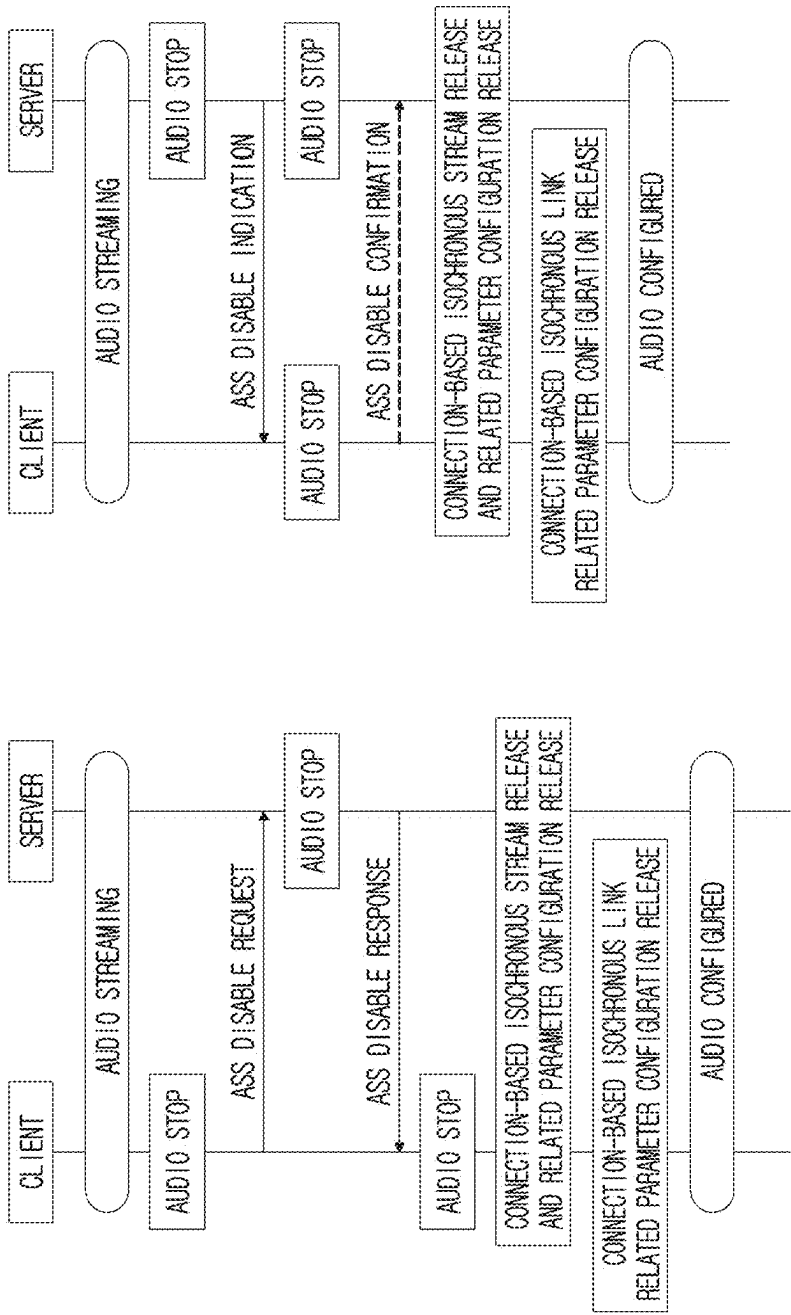 CLIENT
SERVER
AUDIO STREAMING
AUDIO STOP
ASS DISABLE REQUEST
AUDIO STOP
ASS DISABLE RESPONSE
AUDIO STOP
CONNECTION-BASED ISOCHRONOUS STREAM RELEASE
AND RELATED PARAMETER CONFIGURATION RELEASE
CONNECTION-BASED ISOCHRONOUS LINK
RELATED PARAMETER CONFIGURATION RELEASE
AUDIO CONFIGURED
CLIENT
SERVER
AUDIO STREAMING
AUDIO STOP
ASS DISABLE INDICATION
AUDIO STOP
AUDIO STOP
ASS DISABLE CONFIRMATION
CONNECTION-BASED ISOCHRONOUS STREAM RELEASE
AND RELATED PARAMETER CONFIGURATION RELEASE
CONNECTION-BASED ISOCHRONOUS LINK
RELATED PARAMETER CONFIGURATION RELEASE
AUDIO CONFIGURED